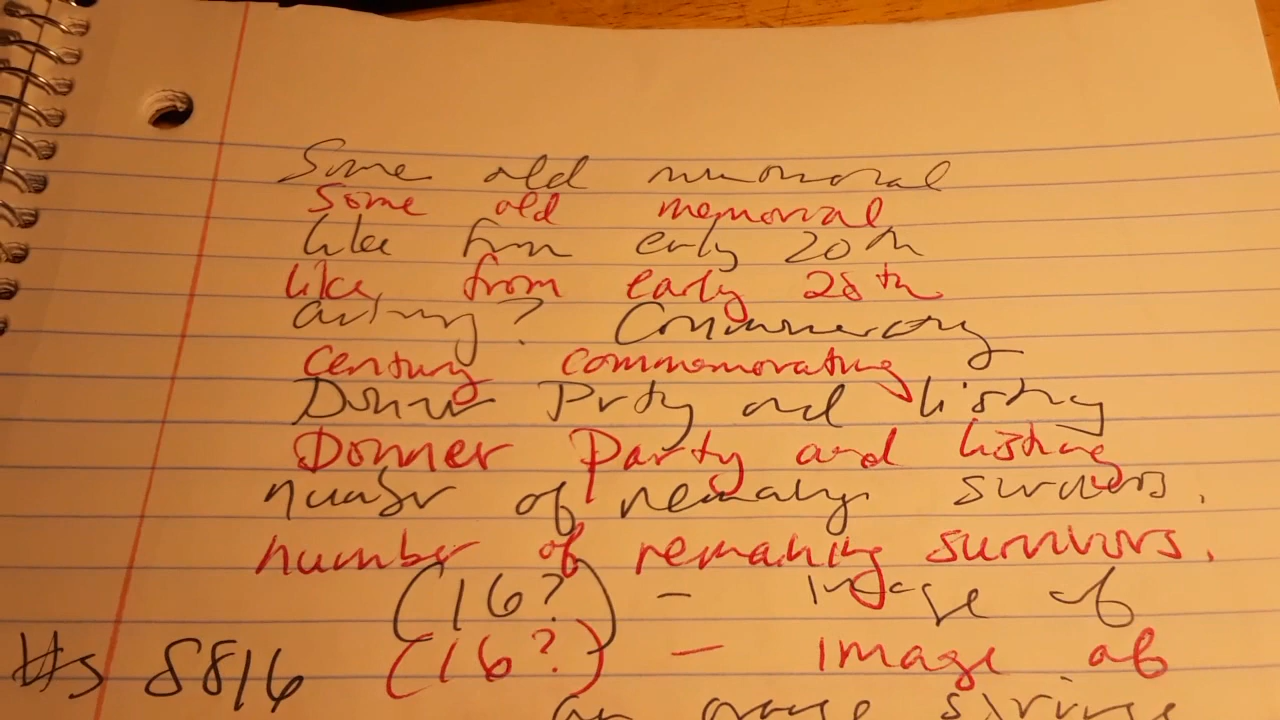 Some old memorial
Some old memorial
like from early 20th
like, from early 20th
century? Commemorating
century commemorating
Donner Party and listing
Donner Party and listing
number of remaining survivors.
number of remaining survivors.
(16?) - image of
#s 8816 (16?) - image of
an